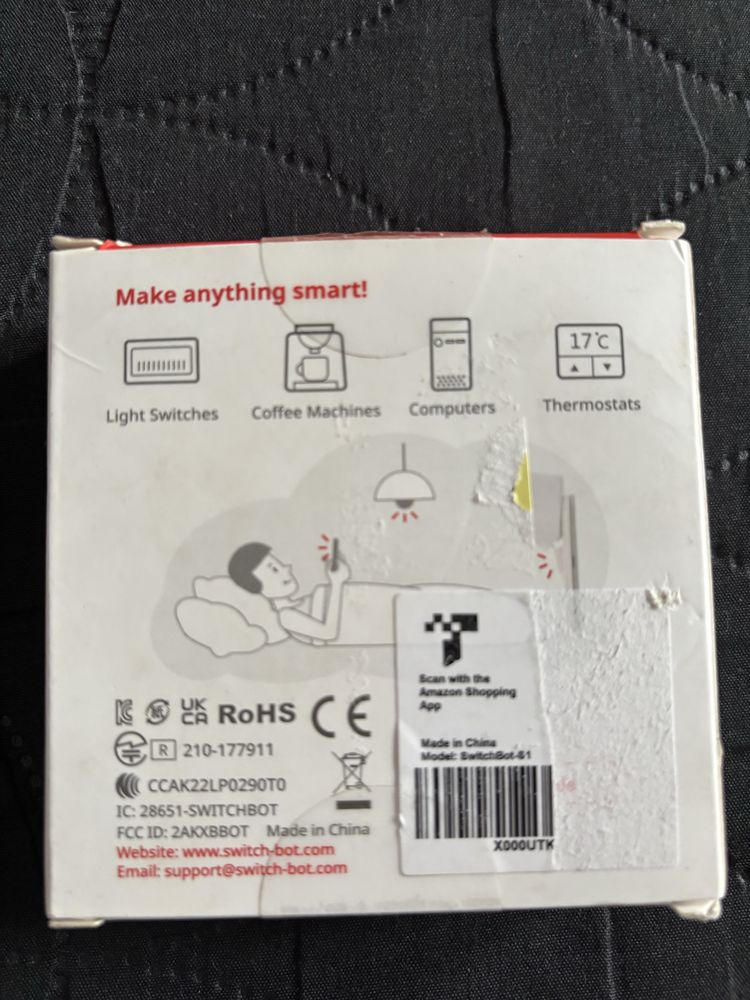 Make anything smart!
17°C
Light Switches
Coffee Machines
Computers
Thermostats
Scan with the
Amazon Shopping
App
UK
CA
RoHS
CE
R 210-177911
Made in China
Model: SwitchBot-S1
CCAK22LP0290T0
IC: 28651-SWITCHBOT
FCC ID: 2AKXBBOT Made in China
X000UTK
Website: www.switch-bot.com
Email: support@switch-bot.com